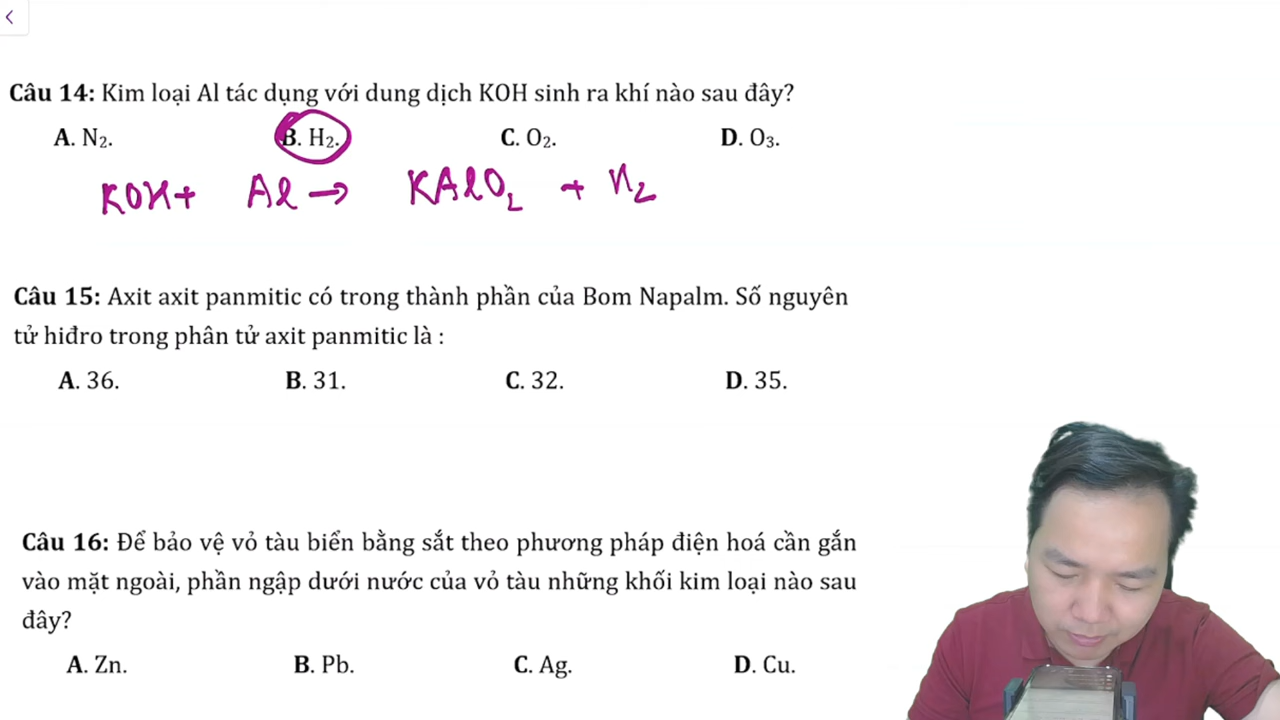 Câu 14: Kim loại Al tác dụng với dung dịch KOH sinh ra khí nào sau đây?
A. N₂. B. H₂. C. O₂. D. O₃.
KOH + Al → KAlO₂ + H₂
Câu 15: Axit axit panmitic có trong thành phần của Bom Napalm. Số nguyên
tử hiđro trong phân tử axit panmitic là :
A. 36. B. 31. C. 32. D. 35.
Câu 16: Để bảo vệ vỏ tàu biển bằng sắt theo phương pháp điện hoá cần gắn
vào mặt ngoài, phần ngập dưới nước của vỏ tàu những khối kim loại nào sau
đây?
A. Zn. B. Pb. C. Ag. D. Cu.